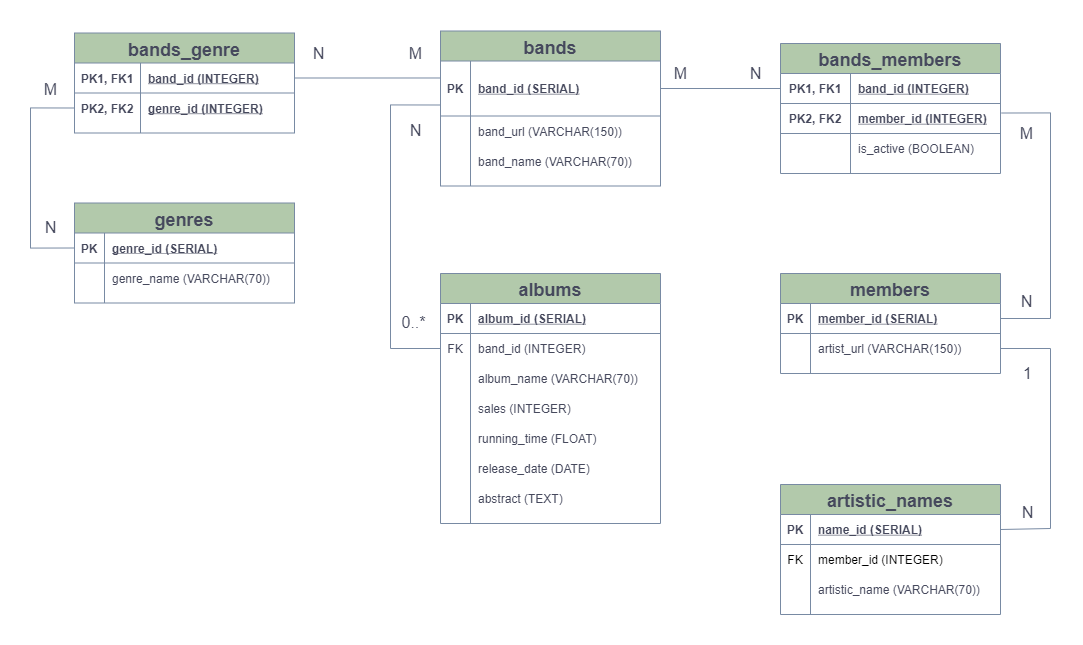 bands_genre
PK1, FK1 band_id (INTEGER)
PK2, FK2 genre_id (INTEGER)
N
M
bands
PK band_id (SERIAL)
band_url (VARCHAR(150))
band_name (VARCHAR(70))
M
N
bands_members
PK1, FK1 band_id (INTEGER)
PK2, FK2 member_id (INTEGER)
is_active (BOOLEAN)
M
N
M
N
genres
PK genre_id (SERIAL)
genre_name (VARCHAR(70))
0..*
albums
PK album_id (SERIAL)
FK band_id (INTEGER)
album_name (VARCHAR(70))
sales (INTEGER)
running_time (FLOAT)
release_date (DATE)
abstract (TEXT)
members
PK member_id (SERIAL)
artist_url (VARCHAR(150))
N
1
artistic_names
PK name_id (SERIAL)
FK member_id (INTEGER)
artistic_name (VARCHAR(70))
N